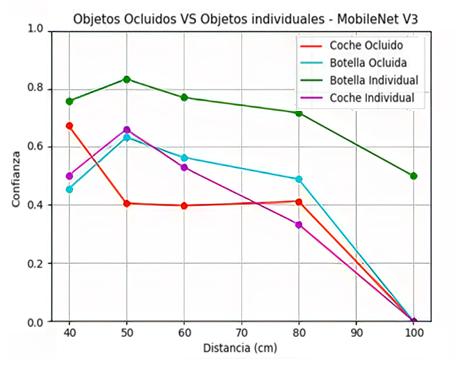 Objetos Ocluidos VS Objetos individuales - MobileNet V3
Coche Ocluido
Botella Ocluida
Botella Individual
Coche Individual
Confianza
1.0
0.8
0.6
0.4
0.2
0.0
40 50 60 70 80 90 100
Distancia (cm)